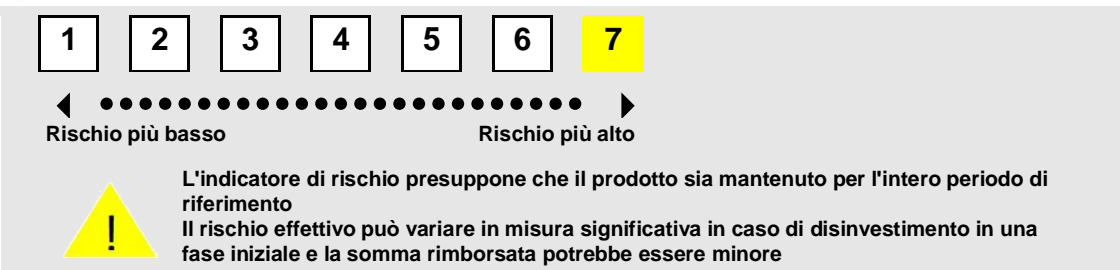 1 2 3 4 5 6 7
Rischio più basso Rischio più alto
L'indicatore di rischio presuppone che il prodotto sia mantenuto per l'intero periodo di
riferimento
!
Il rischio effettivo può variare in misura significativa in caso di disinvestimento in una
fase iniziale e la somma rimborsata potrebbe essere minore